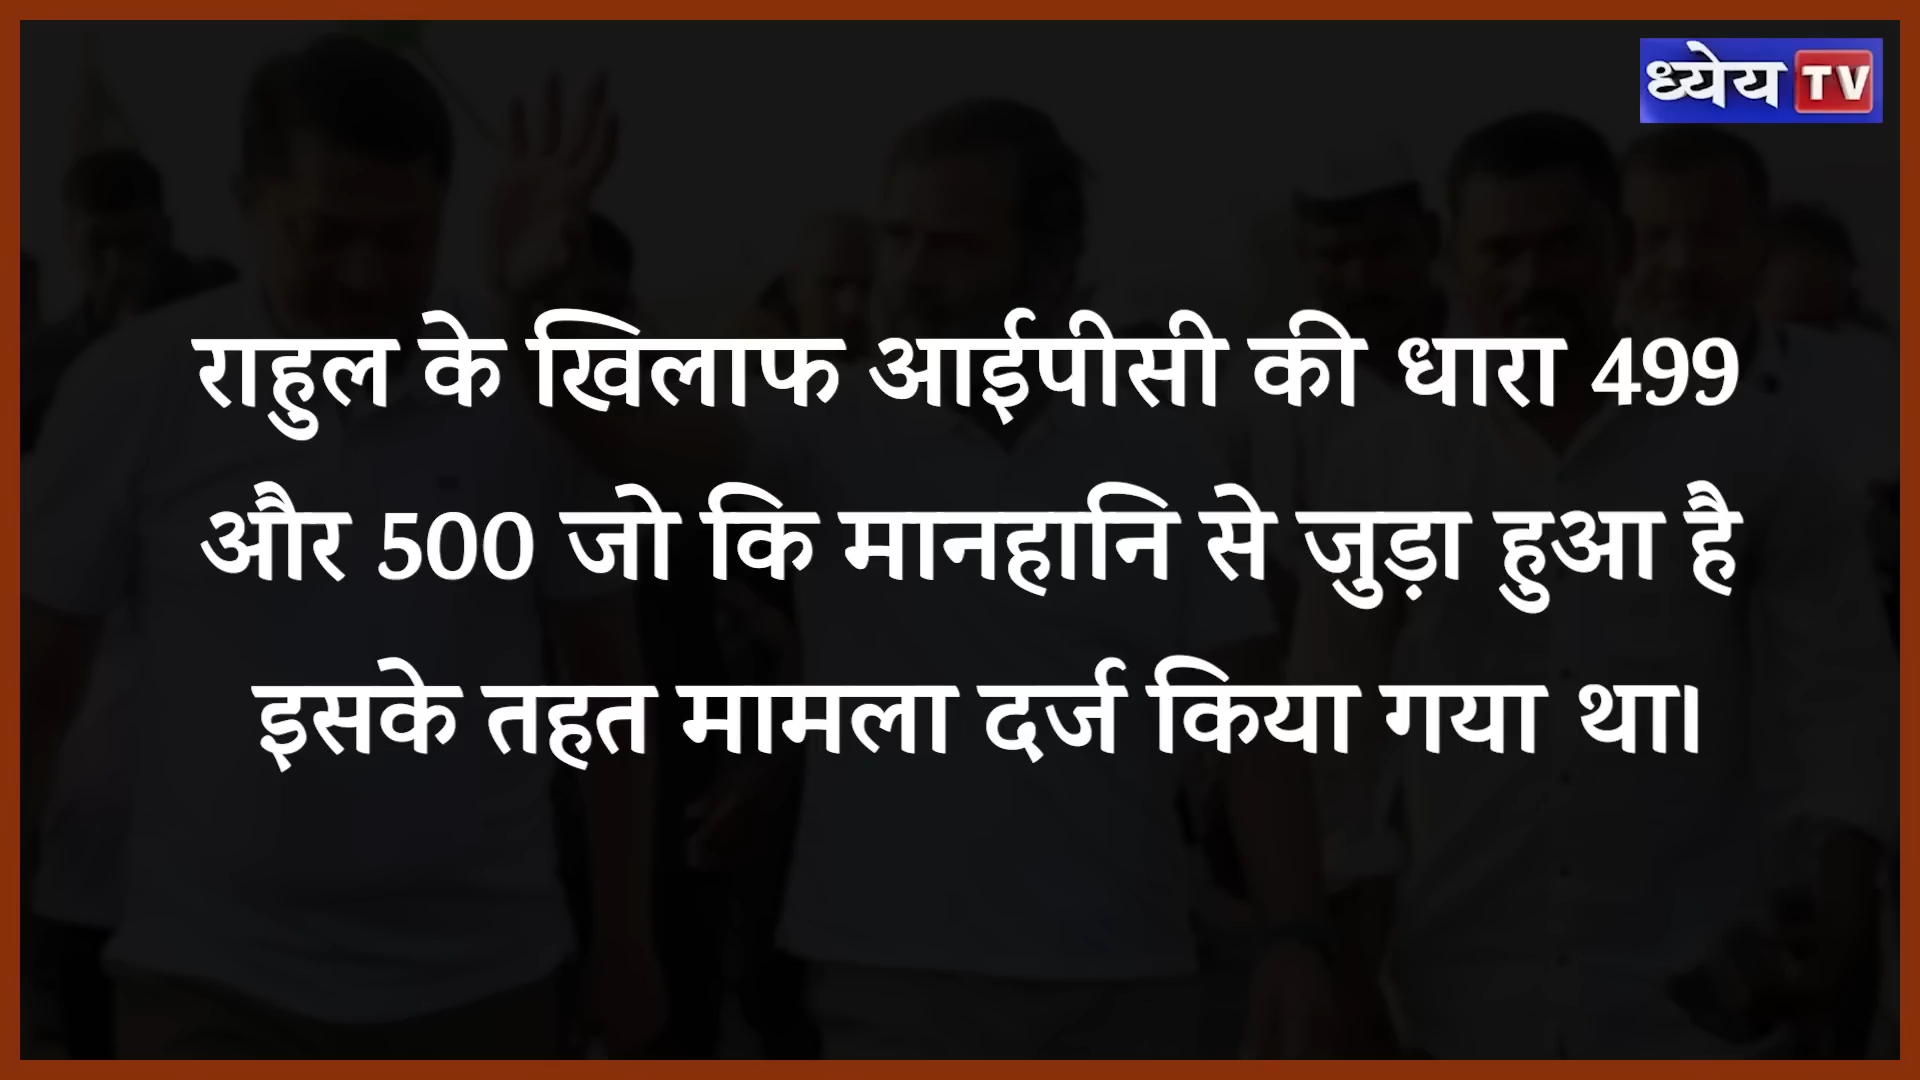 ध्येय TV
राहुल के खिलाफ आईपीसी की धारा 499
और 500 जो कि मानहानि से जुड़ा हुआ है
इसके तहत मामला दर्ज किया गया था।